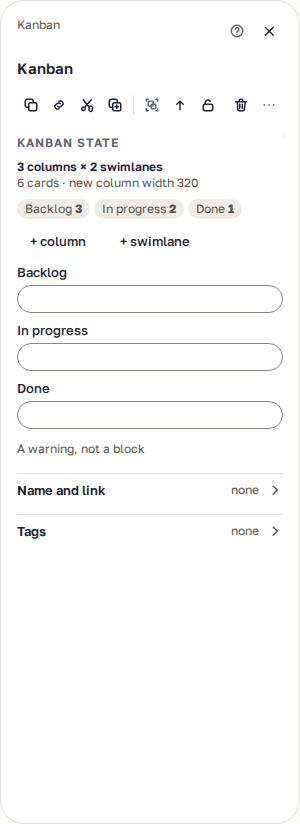 Kanban
Kanban
KANBAN STATE
3 columns × 2 swimlanes
6 cards · new column width 320
Backlog 3 In progress 2 Done 1
+ column + swimlane
Backlog
In progress
Done
A warning, not a block
Name and link none
Tags none